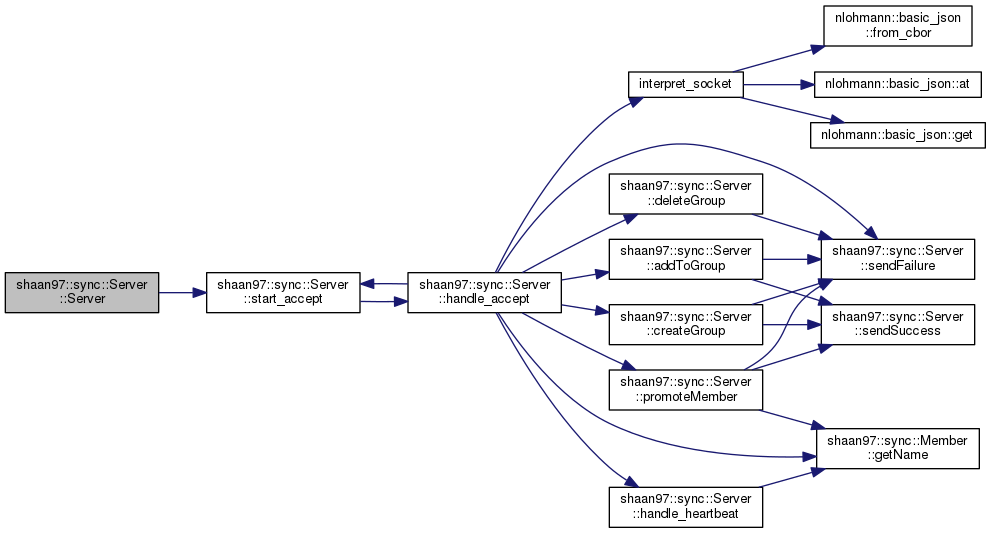 nlohmann::basic_json
::from_cbor
interpret_socket
nlohmann::basic_json::at
nlohmann::basic_json::get
shaan97::sync::Server
::deleteGroup
shaan97::sync::Server
::addToGroup
shaan97::sync::Server
::sendFailure
shaan97::sync::Server
::Server
shaan97::sync::Server
::start_accept
shaan97::sync::Server
::handle_accept
shaan97::sync::Server
::createGroup
shaan97::sync::Server
::sendSuccess
shaan97::sync::Server
::promoteMember
shaan97::sync::Member
::getName
shaan97::sync::Server
::handle_heartbeat